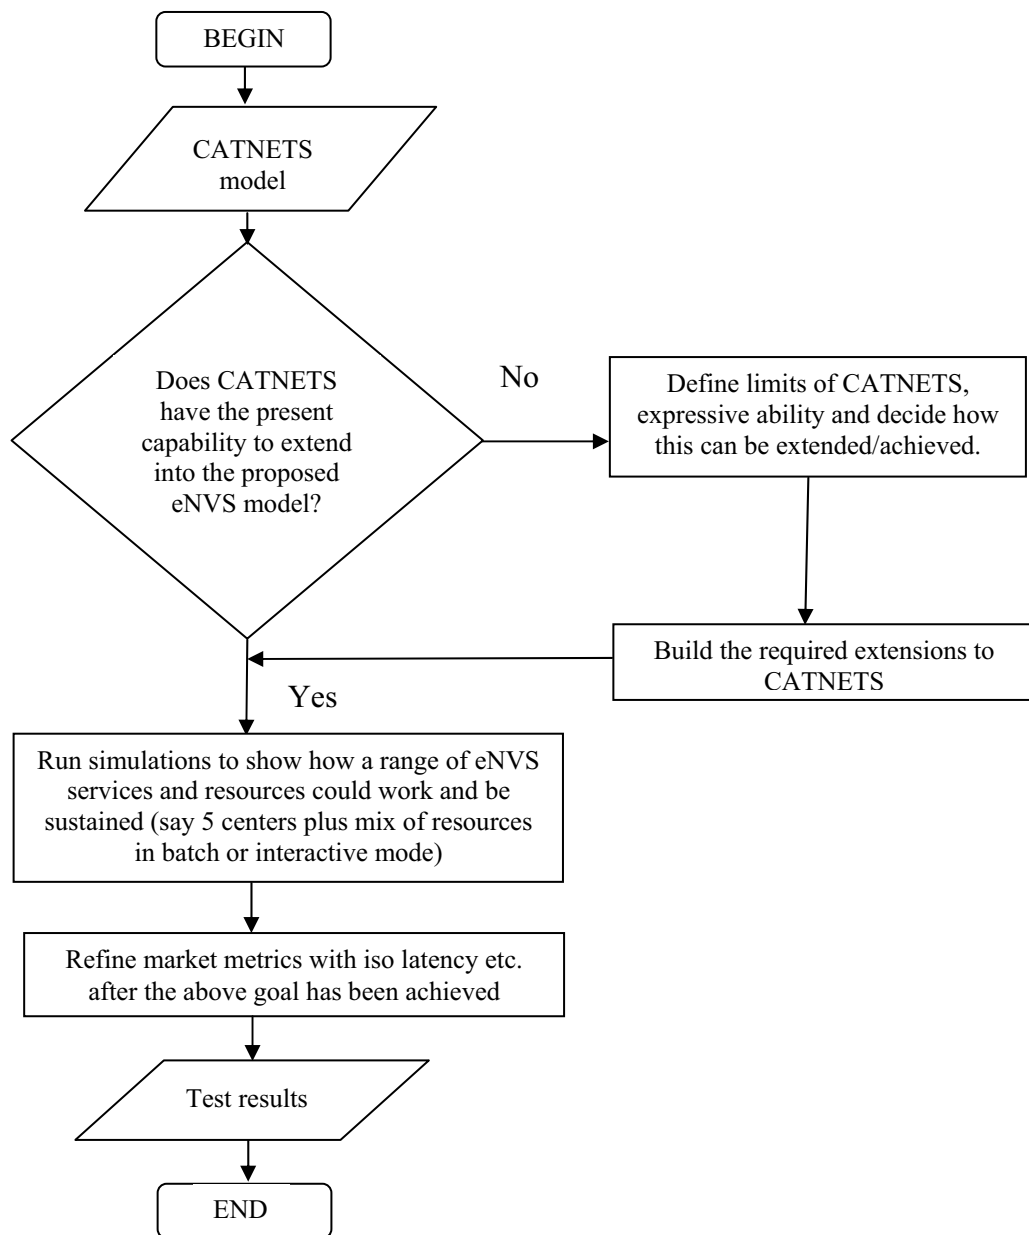 BEGIN
CATNETS
model
Does CATNETS
have the present
capability to extend
into the proposed
eNVS model?
No
Define limits of CATNETS,
expressive ability and decide how
this can be extended/achieved.
Build the required extensions to
CATNETS
Yes
Run simulations to show how a range of eNVS
services and resources could work and be
sustained (say 5 centers plus mix of resources
in batch or interactive mode)
Refine market metrics with iso latency etc.
after the above goal has been achieved
Test results
END